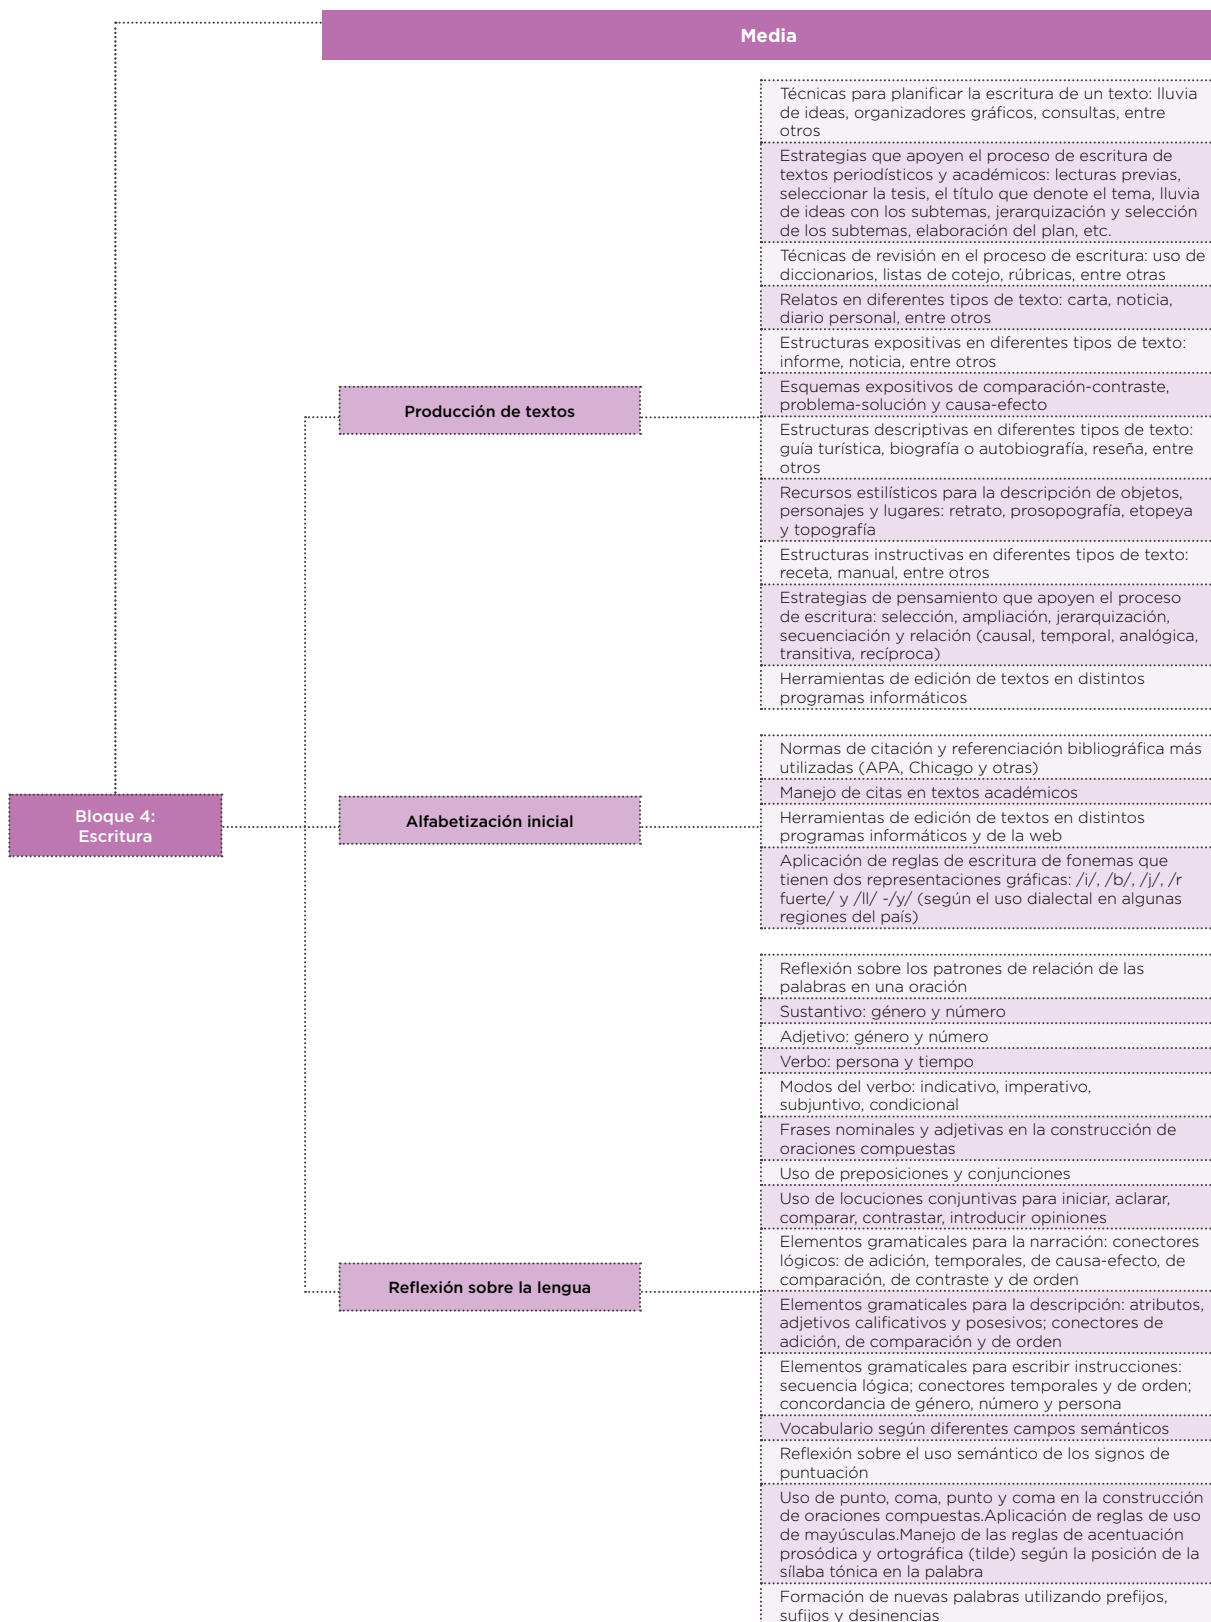 Media
Técnicas para planificar la escritura de un texto: lluvia
de ideas, organizadores gráficos, consultas, entre
otros
Estrategias que apoyen el proceso de escritura de
textos periodísticos y académicos: lecturas previas,
seleccionar la tesis, el título que denote el tema, lluvia
de ideas con los subtemas, jerarquización y selección
de los subtemas, elaboración del plan, etc.
Técnicas de revisión en el proceso de escritura: uso de
diccionarios, listas de cotejo, rúbricas, entre otras
Relatos en diferentes tipos de texto: carta, noticia,
diario personal, entre otros
Estructuras expositivas en diferentes tipos de texto:
informe, noticia, entre otros
Producción de textos
Esquemas expositivos de comparación-contraste,
problema-solución y causa-efecto
Estructuras descriptivas en diferentes tipos de texto:
guía turística, biografía o autobiografía, reseña, entre
otros
Recursos estilísticos para la descripción de objetos,
personajes y lugares: retrato, prosopografía, etopeya
y topografía
Estructuras instructivas en diferentes tipos de texto:
receta, manual, entre otros
Estrategias de pensamiento que apoyen el proceso
de escritura: selección, ampliación, jerarquización,
secuenciación y relación (causal, temporal, analógica,
transitiva, recíproca)
Herramientas de edición de textos en distintos
programas informáticos
Bloque 4:
Escritura
Alfabetización inicial
Normas de citación y referenciación bibliográfica más
utilizadas (APA, Chicago y otras)
Manejo de citas en textos académicos
Herramientas de edición de textos en distintos
programas informáticos y de la web
Aplicación de reglas de escritura de fonemas que
tienen dos representaciones gráficas: /i/, /b/, /j/, /r
fuerte/ y /ll/ -/y/ (según el uso dialectal en algunas
regiones del país)
Reflexión sobre la lengua
Reflexión sobre los patrones de relación de las
palabras en una oración
Sustantivo: género y número
Adjetivo: género y número
Verbo: persona y tiempo
Modos del verbo: indicativo, imperativo,
subjuntivo, condicional
Frases nominales y adjetivas en la construcción de
oraciones compuestas
Uso de preposiciones y conjunciones
Uso de locuciones conjuntivas para iniciar, aclarar,
comparar, contrastar, introducir opiniones
Elementos gramaticales para la narración: conectores
lógicos: de adición, temporales, de causa-efecto, de
comparación, de contraste y de orden
Elementos gramaticales para la descripción: atributos,
adjetivos calificativos y posesivos; conectores de
adición, de comparación y de orden
Elementos gramaticales para escribir instrucciones:
secuencia lógica; conectores temporales y de orden;
concordancia de género, número y persona
Vocabulario según diferentes campos semánticos
Reflexión sobre el uso semántico de los signos de
puntuación
Uso de punto, coma, punto y coma en la construcción
de oraciones compuestas.Aplicación de reglas de uso
de mayúsculas.Manejo de las reglas de acentuación
prosódica y ortográfica (tilde) según la posición de la
sílaba tónica en la palabra
Formación de nuevas palabras utilizando prefijos,
sufijos y desinencias